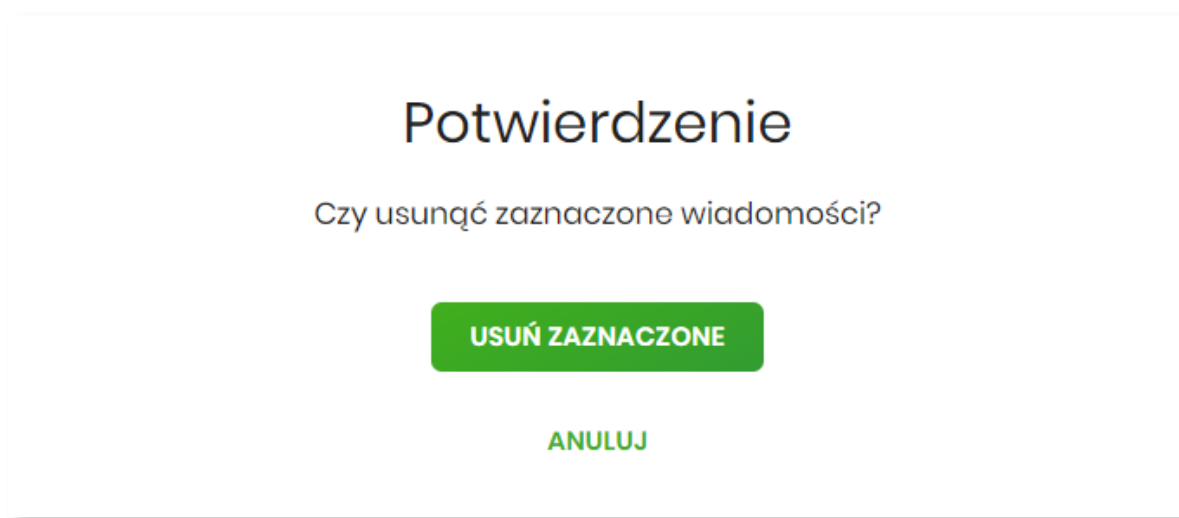 Potwierdzenie
Czy usunąć zaznaczone wiadomości?
USUŃ ZAZNACZONE
ANULUJ